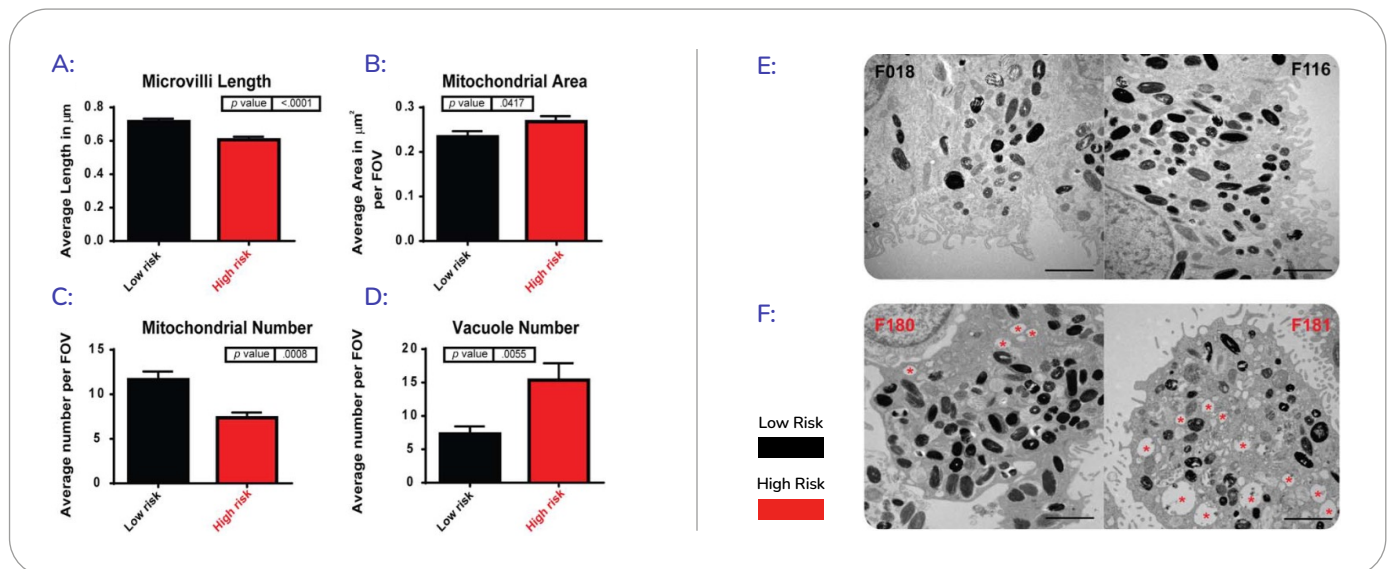 A:
Microvilli Length
p value <.0001
Average Length in μm
0.8
0.6
0.4
0.2
0.0
Low risk
High risk
B:
Mitochondrial Area
p value .0417
Average Area in μm²
per FOV
0.3
0.2
0.1
0.0
Low risk
High risk
C:
Mitochondrial Number
p value .0008
Average number per FOV
15
10
5
0
Low risk
High risk
D:
Vacuole Number
p value .0055
Average number per FOV
20
15
10
5
0
Low risk
High risk
Low Risk
High Risk
E:
F018
F116
F:
F180
F181